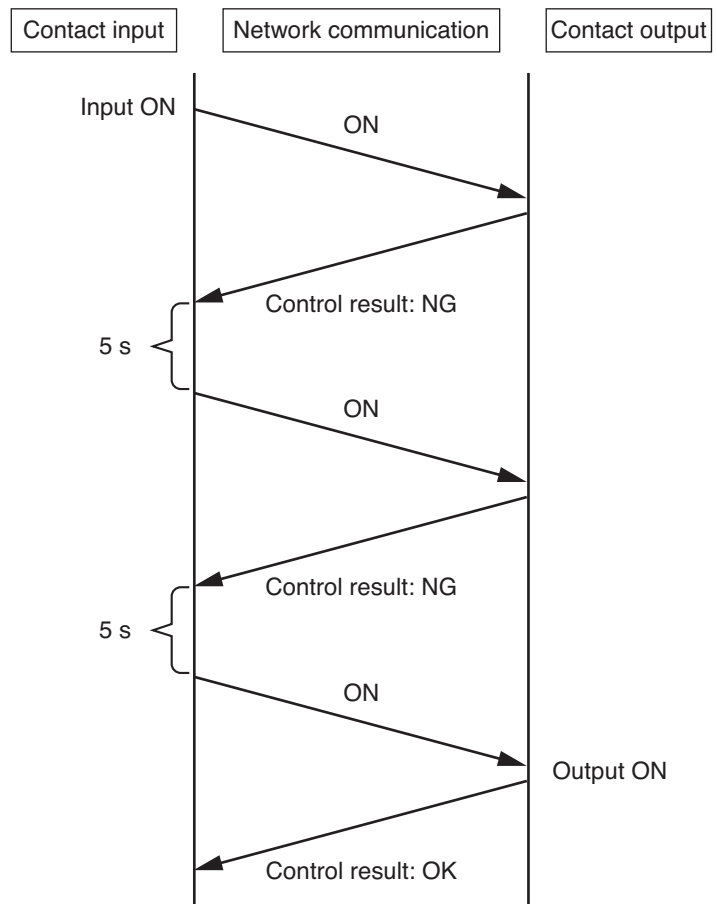 Contact input
Network communication
Contact output
Input ON
ON
Control result: NG
5 s
ON
Control result: NG
5 s
ON
Output ON
Control result: OK